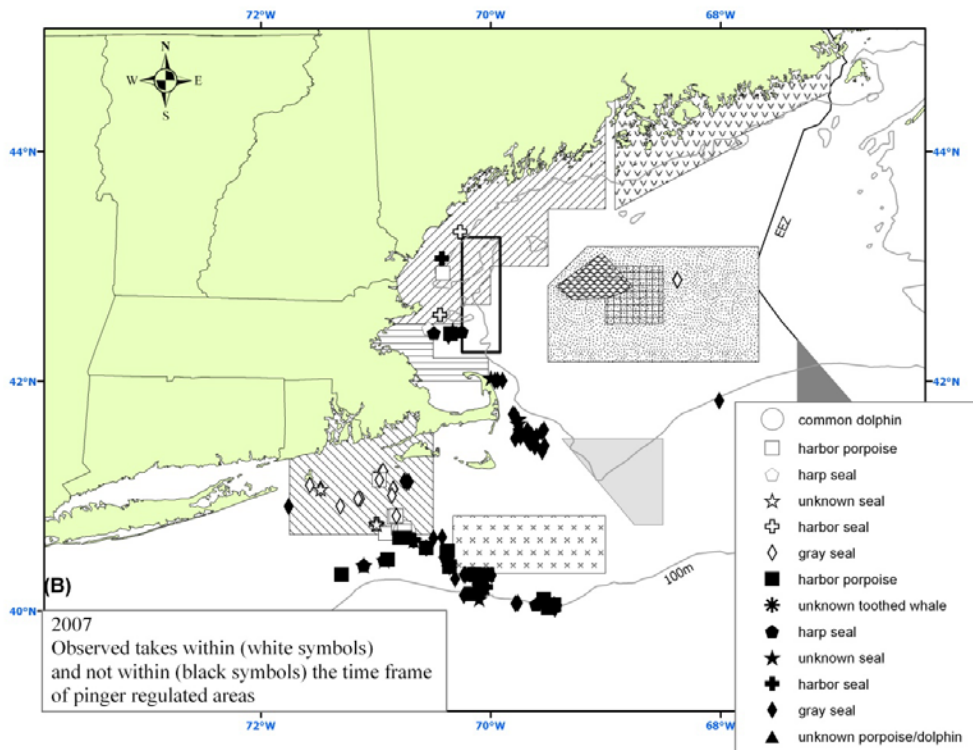 72°W 70°W 68°W
N
W E
S
44°N 44°N
EEZ
42°N 42°N
common dolphin
harbor porpoise
harp seal
unknown seal
harbor seal
gray seal
harbor porpoise
unknown toothed whale
harp seal
unknown seal
harbor seal
gray seal
unknown porpoise/dolphin
100m
(B)
40°N
2007
Observed takes within (white symbols)
and not within (black symbols) the time frame
of pinger regulated areas
72°W 70°W 68°W